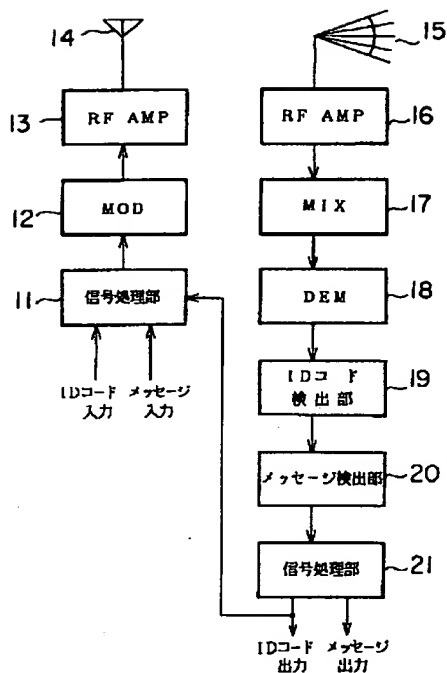 14
13
RF AMP
12
MOD
11
信号処理部
IDコード
入力
メッセージ
入力
15
RF AMP
16
MIX
17
DEM
18
IDコード
検出部
19
メッセージ検出部
20
信号処理部
21
IDコード
出力
メッセージ
出力